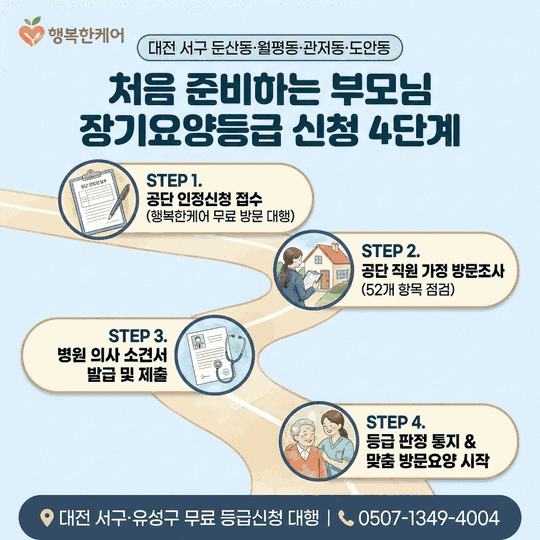 행복한케어
대전 서구 둔산동·월평동·관저동·도안동
처음 준비하는 부모님
장기요양등급 신청 4단계
STEP 1.
공단 인정신청 접수
(행복한케어 무료 방문 대행)
STEP 2.
공단 직원 가정 방문조사
(52개 항목 점검)
STEP 3.
병원 의사 소견서
발급 및 제출
STEP 4.
등급 판정 통지 &
맞춤 방문요양 시작
대전 서구·유성구 무료 등급신청 대행 | 0507-1349-4004